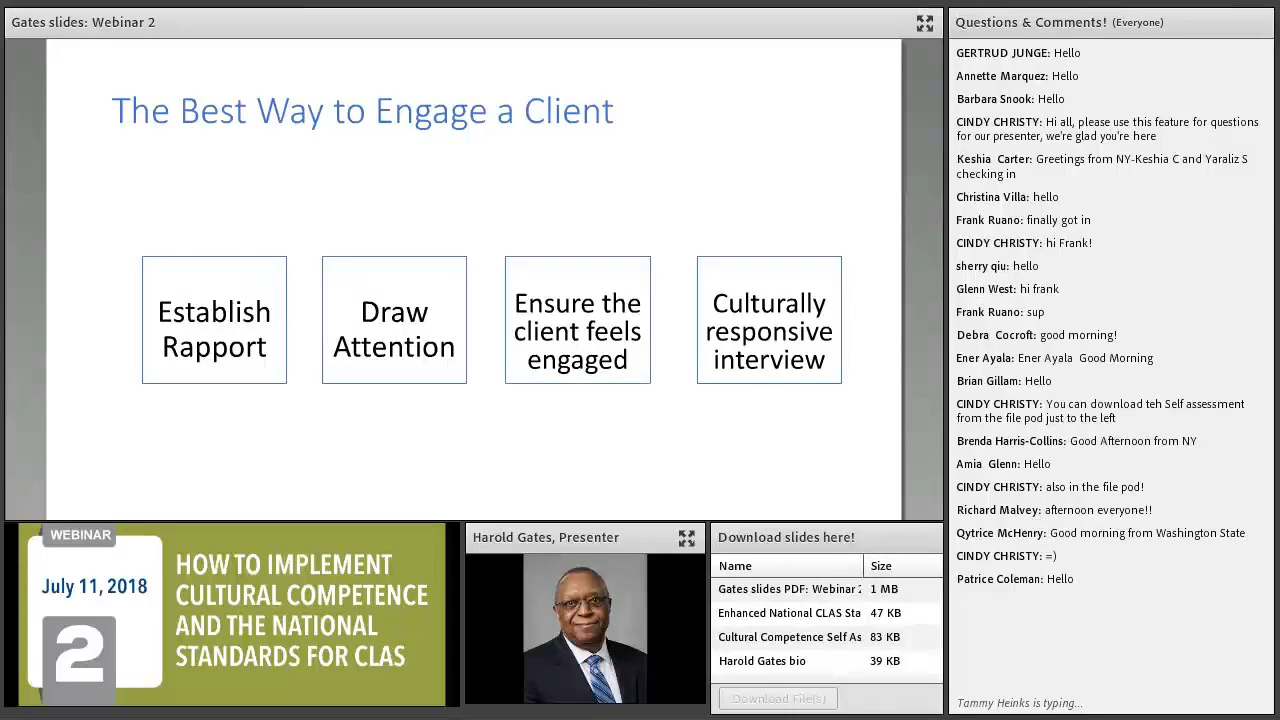 Gates slides: Webinar 2
The Best Way to Engage a Client
Establish
Rapport
Draw
Attention
Ensure the
client feels
engaged
Culturally
responsive
interview
WEBINAR
July 11, 2018
2
HOW TO IMPLEMENT
CULTURAL COMPETENCE
AND THE NATIONAL
STANDARDS FOR CLAS
Harold Gates, Presenter
Download slides here!
Name Size
Gates slides PDF: Webinar 2 1 MB
Enhanced National CLAS Sta 47 KB
Cultural Competence Self As 83 KB
Harold Gates bio 39 KB
Download File(s)
Questions & Comments! (Everyone)
GERTRUD JUNGE: Hello
Annette Marquez: Hello
Barbara Snook: Hello
CINDY CHRISTY: Hi all, please use this feature for questions
for our presenter, we're glad you're here
Keshia Carter: Greetings from NY-Keshia C and Yaraliz S
checking in
Christina Villa: hello
Frank Ruano: finally got in
CINDY CHRISTY: hi Frank!
sherry qiu: hello
Glenn West: hi frank
Frank Ruano: sup
Debra Cocroft: good morning!
Ener Ayala: Ener Ayala Good Morning
Brian Gillam: Hello
CINDY CHRISTY: You can download teh Self assessment
from the file pod just to the left
Brenda Harris-Collins: Good Afternoon from NY
Amia Glenn: Hello
CINDY CHRISTY: also in the file pod!
Richard Malvey: afternoon everyone!!
Qytrice McHenry: Good morning from Washington State
CINDY CHRISTY: =)
Patrice Coleman: Hello
Tammy Heinks is typing...